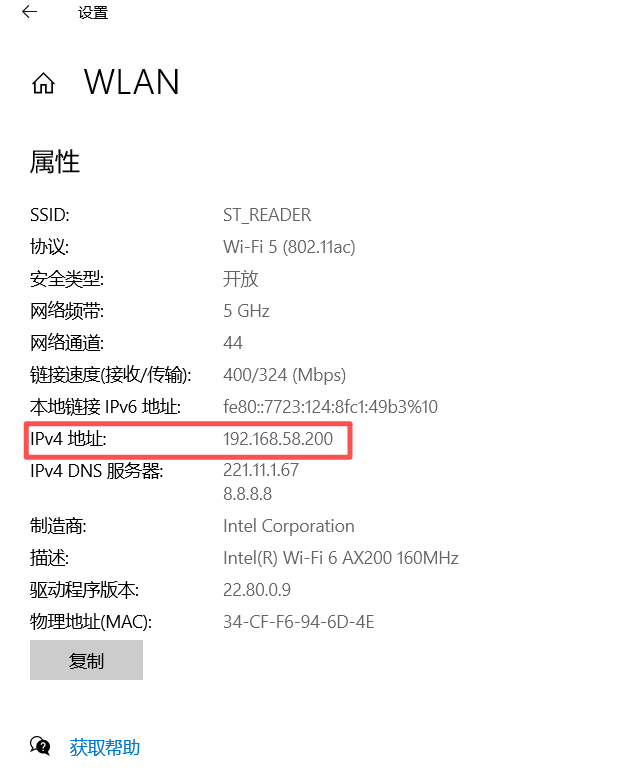 设置
WLAN
属性
SSID: ST_READER
协议: Wi-Fi 5 (802.11ac)
安全类型: 开放
网络频带: 5 GHz
网络通道: 44
链接速度(接收/传输): 400/324 (Mbps)
本地链接 IPv6 地址: fe80::7723:124:8fc1:49b3%10
IPv4 地址: 192.168.58.200
IPv4 DNS 服务器: 221.11.1.67
8.8.8.8
制造商: Intel Corporation
描述: Intel(R) Wi-Fi 6 AX200 160MHz
驱动程序版本: 22.80.0.9
物理地址(MAC): 34-CF-F6-94-6D-4E
复制
获取帮助